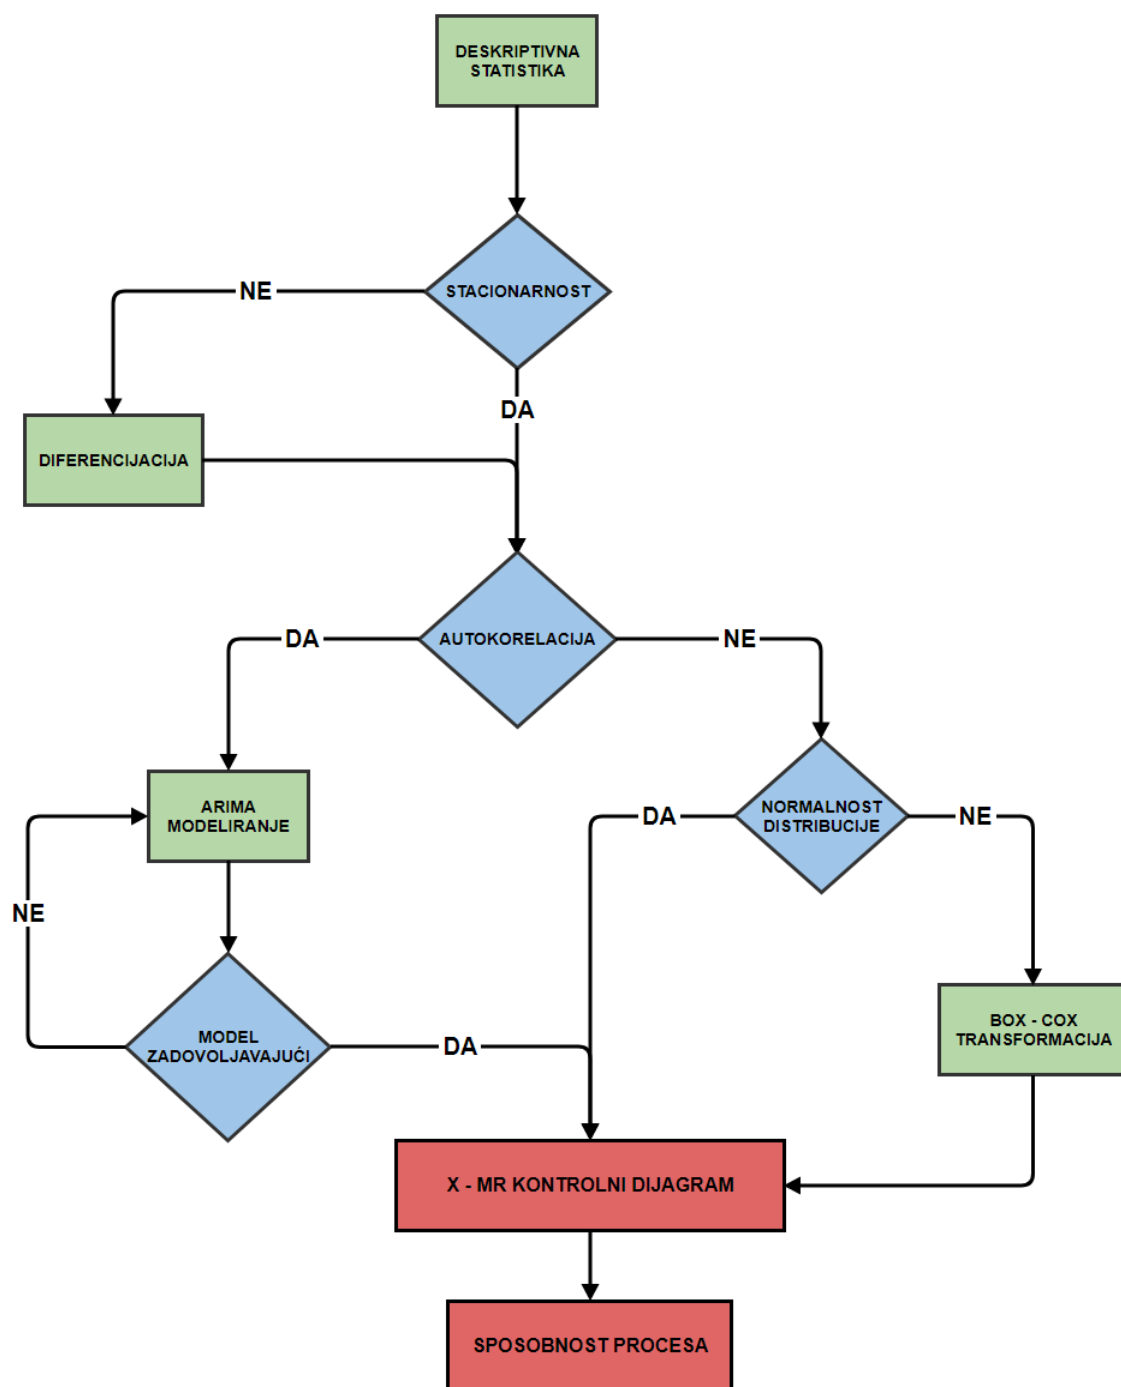 DESKRIPTIVNA
STATISTIKA
STACIONARNOST
NE
DA
DIFERENCIJACIJA
AUTOKORELACIJA
DA
NE
ARIMA
MODELIRANJE
NORMALNOST
DISTRIBUCIJE
DA
NE
NE
MODEL
ZADOVOLJAVAJUĆI
DA
BOX - COX
TRANSFORMACIJA
X - MR KONTROLNI DIJAGRAM
SPOSOBNOST PROCESA